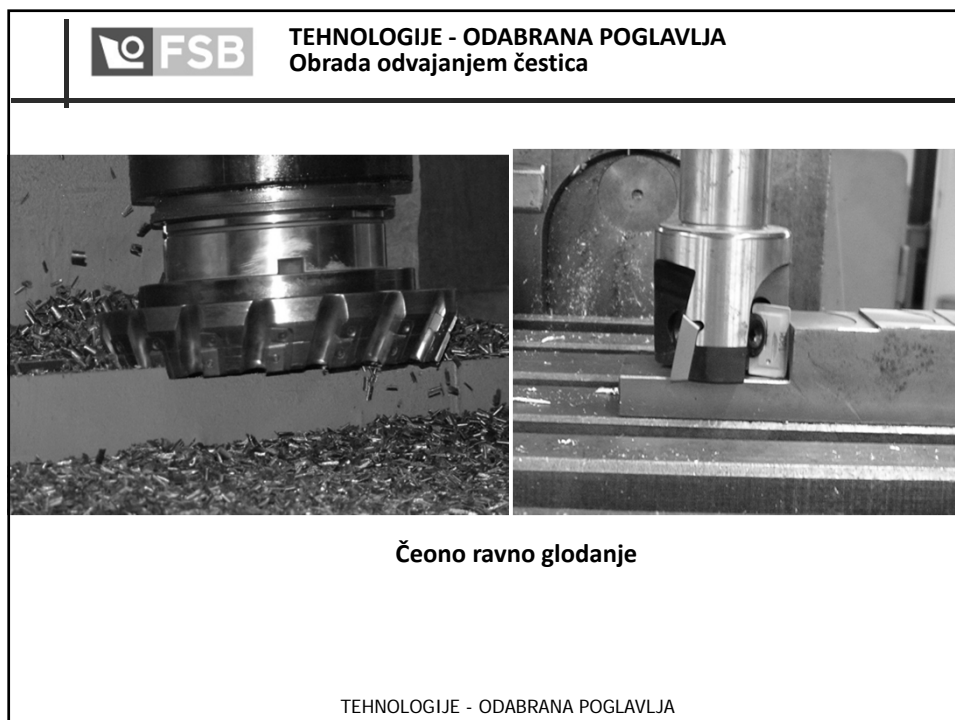 FSB
TEHNOLOGIJE - ODABRANA POGLAVLJA
Obrada odvajanjem čestica
Čeono ravno glodanje
TEHNOLOGIJE - ODABRANA POGLAVLJA